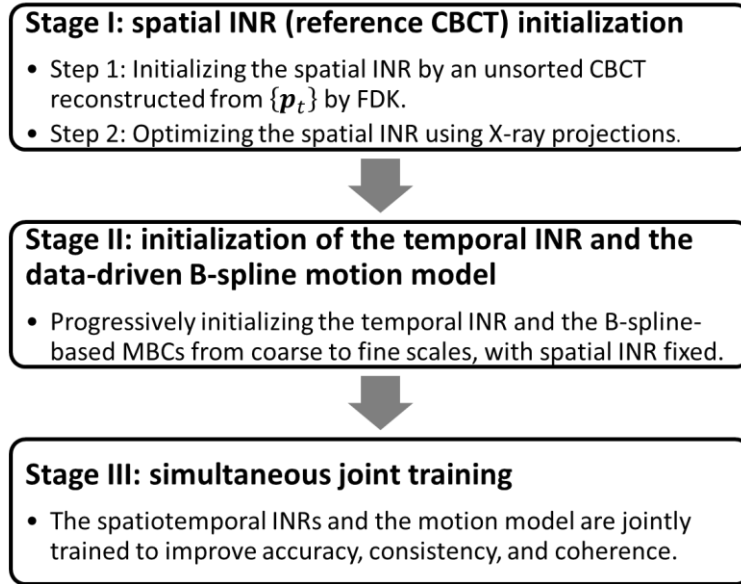 Stage I: spatial INR (reference CBCT) initialization
• Step 1: Initializing the spatial INR by an unsorted CBCT
reconstructed from {𝒑ₜ} by FDK.
• Step 2: Optimizing the spatial INR using X-ray projections.
Stage II: initialization of the temporal INR and the
data-driven B-spline motion model
• Progressively initializing the temporal INR and the B-spline-
based MBCs from coarse to fine scales, with spatial INR fixed.
Stage III: simultaneous joint training
• The spatiotemporal INRs and the motion model are jointly
trained to improve accuracy, consistency, and coherence.